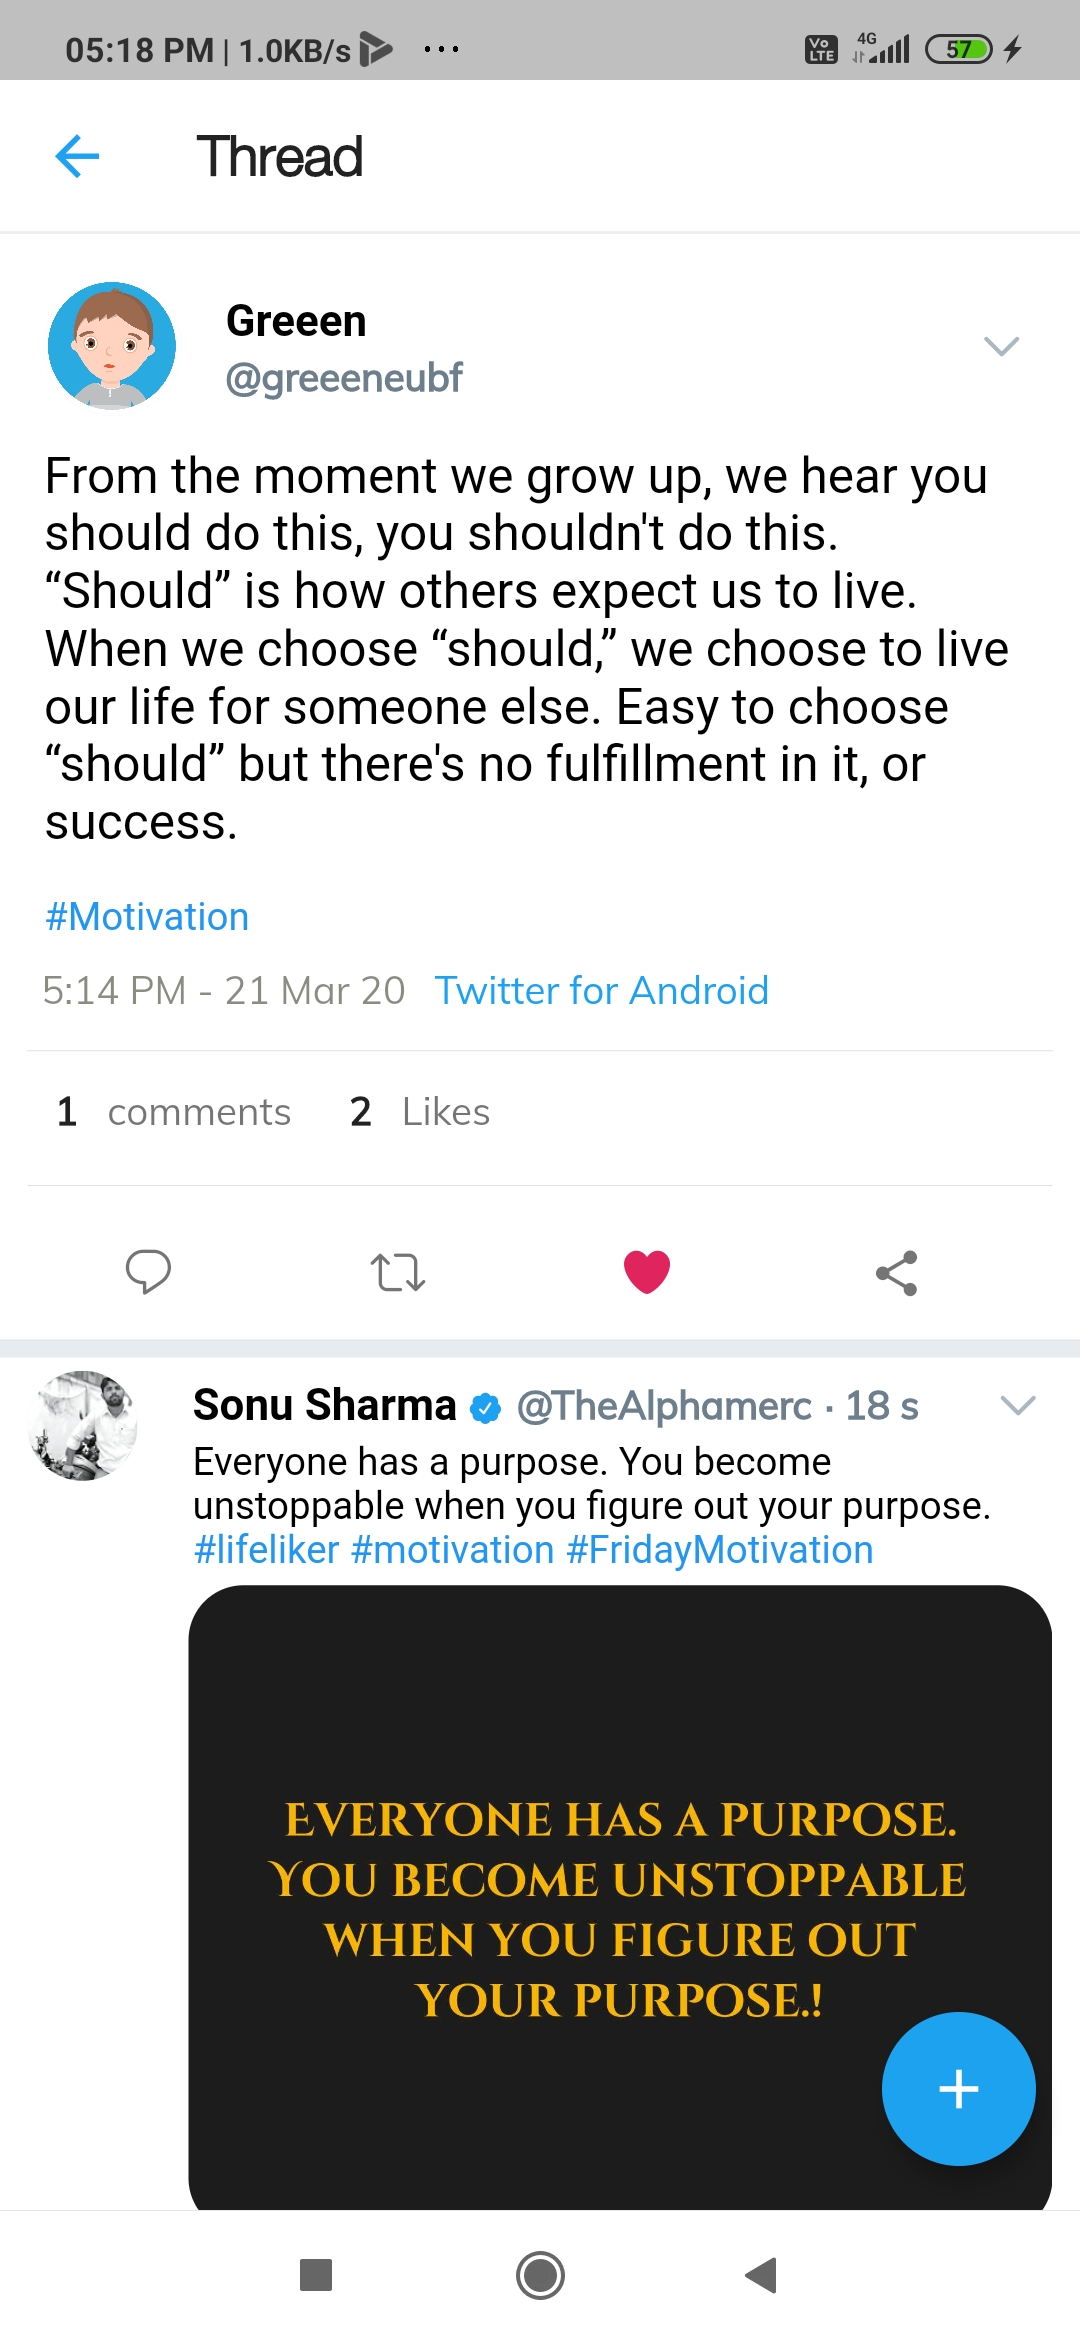 05:18 PM | 1.0KB/s ...
Vo LTE 4G 57
Thread
Greeen
@greeeneubf
From the moment we grow up, we hear you
should do this, you shouldn't do this.
“Should” is how others expect us to live.
When we choose “should,” we choose to live
our life for someone else. Easy to choose
“should” but there's no fulfillment in it, or
success.
#Motivation
5:14 PM - 21 Mar 20 Twitter for Android
1 comments 2 Likes
Sonu Sharma @TheAlphamerc · 18 s
Everyone has a purpose. You become
unstoppable when you figure out your purpose.
#lifeliker #motivation #FridayMotivation
EVERYONE HAS A PURPOSE.
YOU BECOME UNSTOPPABLE
WHEN YOU FIGURE OUT
YOUR PURPOSE.!